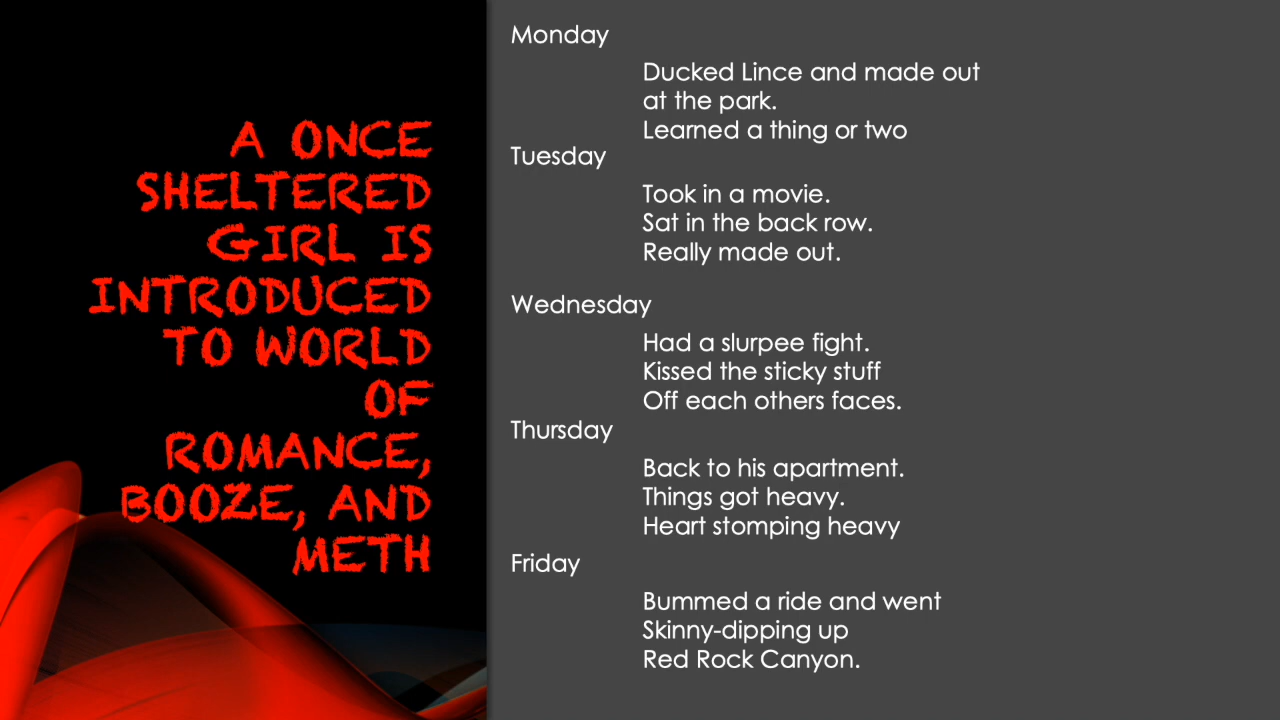 A ONCE
SHELTERED
GIRL IS
INTRODUCED
TO WORLD
OF
ROMANCE,
BOOZE, AND
METH
Monday
Ducked Lince and made out
at the park.
Learned a thing or two
Tuesday
Took in a movie.
Sat in the back row.
Really made out.
Wednesday
Had a slurpee fight.
Kissed the sticky stuff
Off each others faces.
Thursday
Back to his apartment.
Things got heavy.
Heart stomping heavy
Friday
Bummed a ride and went
Skinny-dipping up
Red Rock Canyon.